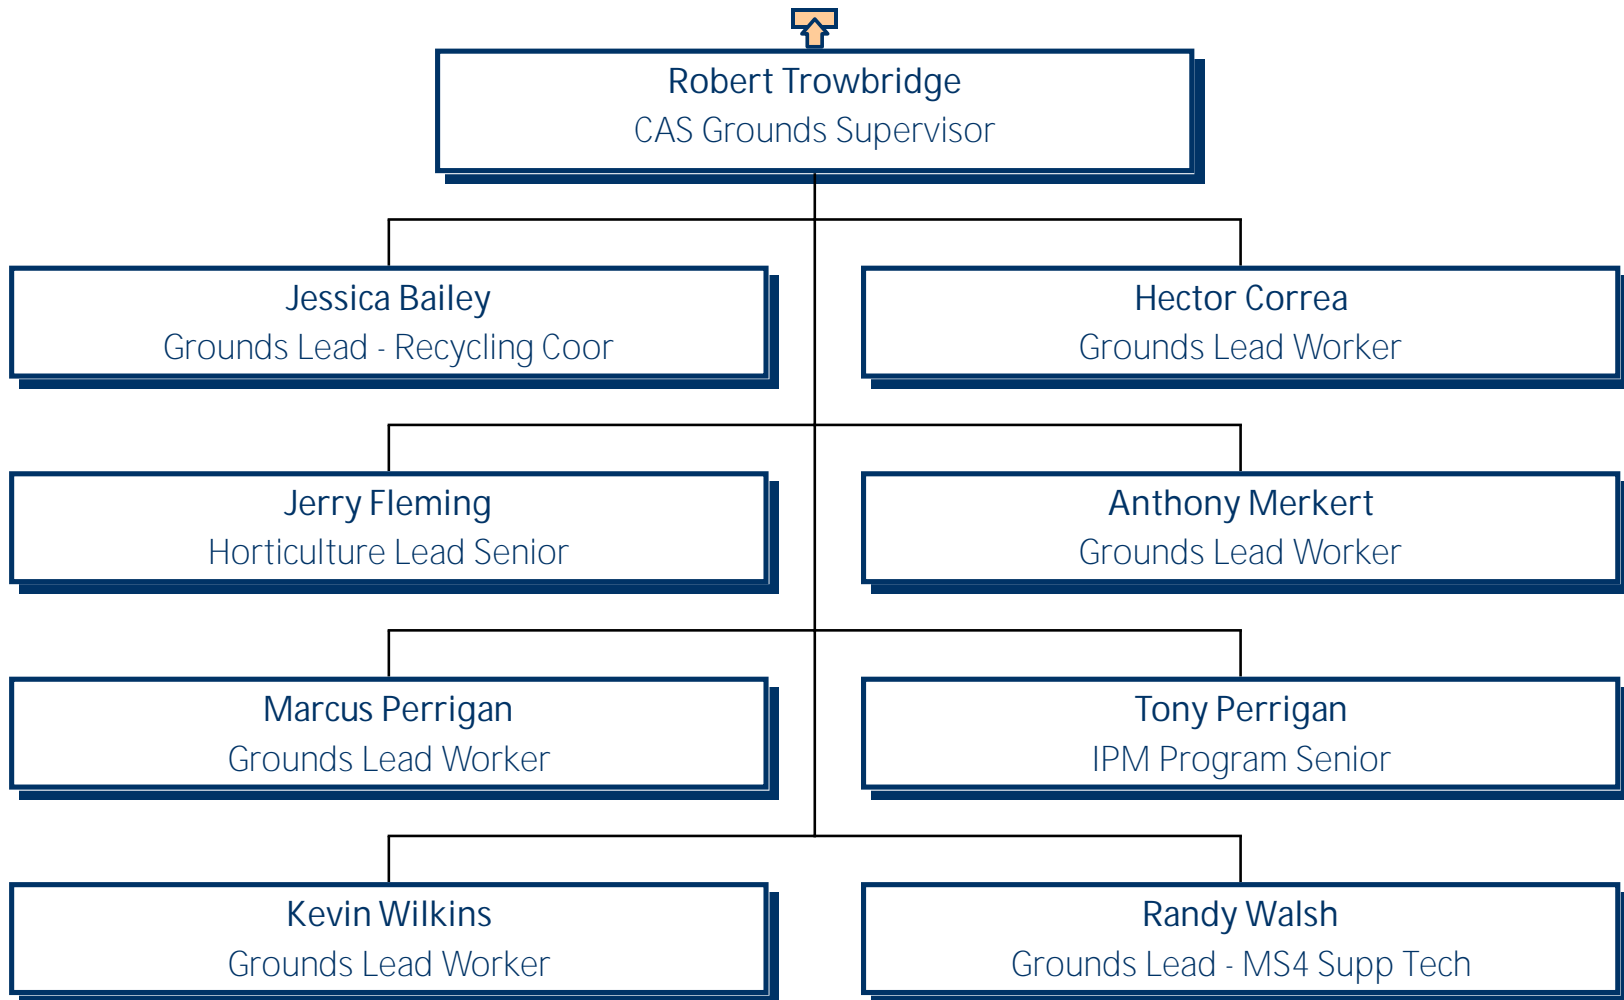 Robert Trowbridge
CAS Grounds Supervisor
Jessica Bailey
Grounds Lead - Recycling Coor
Hector Correa
Grounds Lead Worker
Jerry Fleming
Horticulture Lead Senior
Anthony Merkert
Grounds Lead Worker
Marcus Perrigan
Grounds Lead Worker
Tony Perrigan
IPM Program Senior
Kevin Wilkins
Grounds Lead Worker
Randy Walsh
Grounds Lead - MS4 Supp Tech